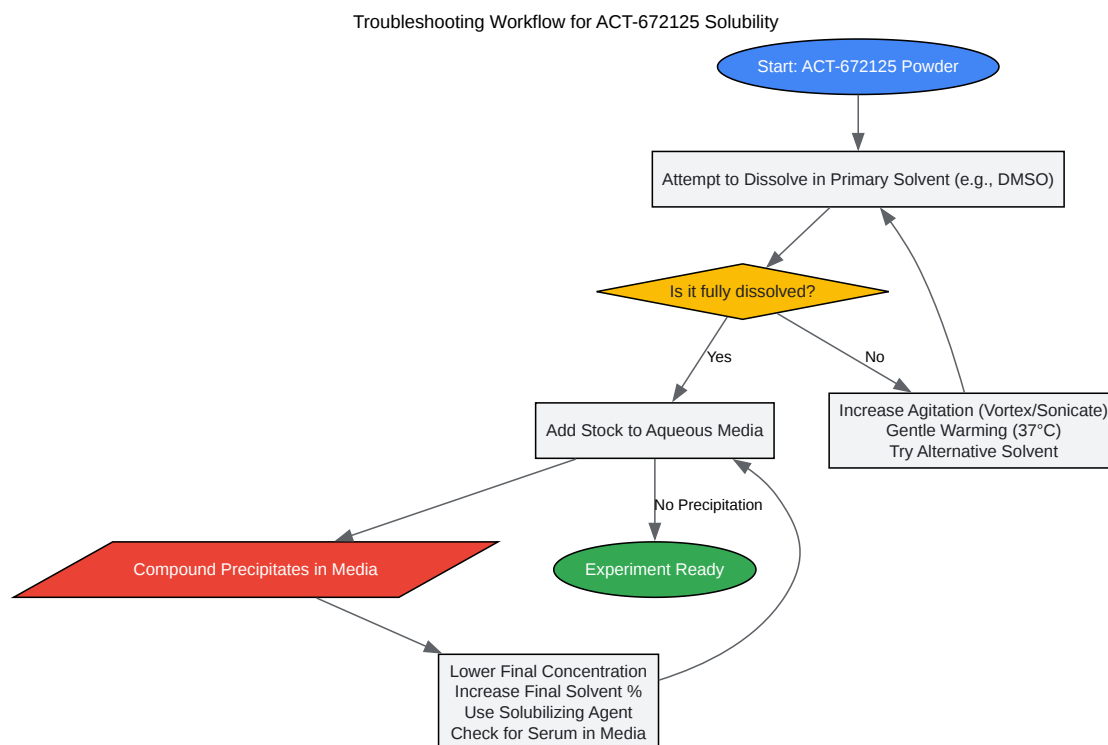 Troubleshooting Workflow for ACT-672125 Solubility
Start: ACT-672125 Powder
Attempt to Dissolve in Primary Solvent (e.g., DMSO)
Is it fully dissolved?
Yes
No
Add Stock to Aqueous Media
Increase Agitation (Vortex/Sonicate)
Gentle Warming (37°C)
Try Alternative Solvent
No Precipitation
Compound Precipitates in Media
Experiment Ready
Lower Final Concentration
Increase Final Solvent %
Use Solubilizing Agent
Check for Serum in Media